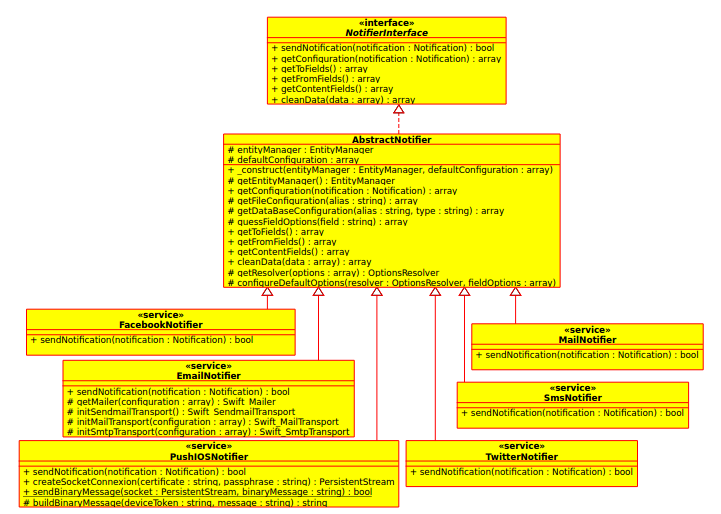 «interface»
NotifierInterface
+ sendNotification(notification : Notification) : bool
+ getConfiguration(notification : Notification) : array
+ getToFields() : array
+ getFromFields() : array
+ getContentFields() : array
+ cleanData(data : array) : array
AbstractNotifier
# entityManager : EntityManager
# defaultConfiguration : array
+ _construct(entityManager : EntityManager, defaultConfiguration : array)
# getEntityManager() : EntityManager
+ getConfiguration(notification : Notification) : array
# getFileConfiguration(alias : string) : array
# getDataBaseConfiguration(alias : string, type : string) : array
# guessFieldOptions(field : string) : array
+ getToFields() : array
+ getFromFields() : array
+ getContentFields() : array
+ cleanData(data : array) : array
# getResolver(options : array) : OptionsResolver
# configureDefaultOptions(resolver : OptionsResolver, fieldOptions : array)
«service»
FacebookNotifier
+ sendNotification(notification : Notification) : bool
«service»
MailNotifier
+ sendNotification(notification : Notification) : bool
«service»
EmailNotifier
+ sendNotification(notification : Notification) : bool
# getMailer(configuration : array) : Swift_Mailer
# initSendmailTransport() : Swift_SendmailTransport
# initMailTransport(configuration : array) : Swift_MailTransport
# initSmtpTransport(configuration : array) : Swift_SmtpTransport
«service»
SmsNotifier
+ sendNotification(notification : Notification) : bool
«service»
PushIOSNotifier
+ sendNotification(notification : Notification) : bool
+ createSocketConnexion(certificate : string, passphrase : string) : PersistentStream
+ sendBinaryMessage(socket : PersistentStream, binaryMessage : string) : bool
# buildBinaryMessage(deviceToken : string, message : string) : string
«service»
TwitterNotifier
+ sendNotification(notification : Notification) : bool